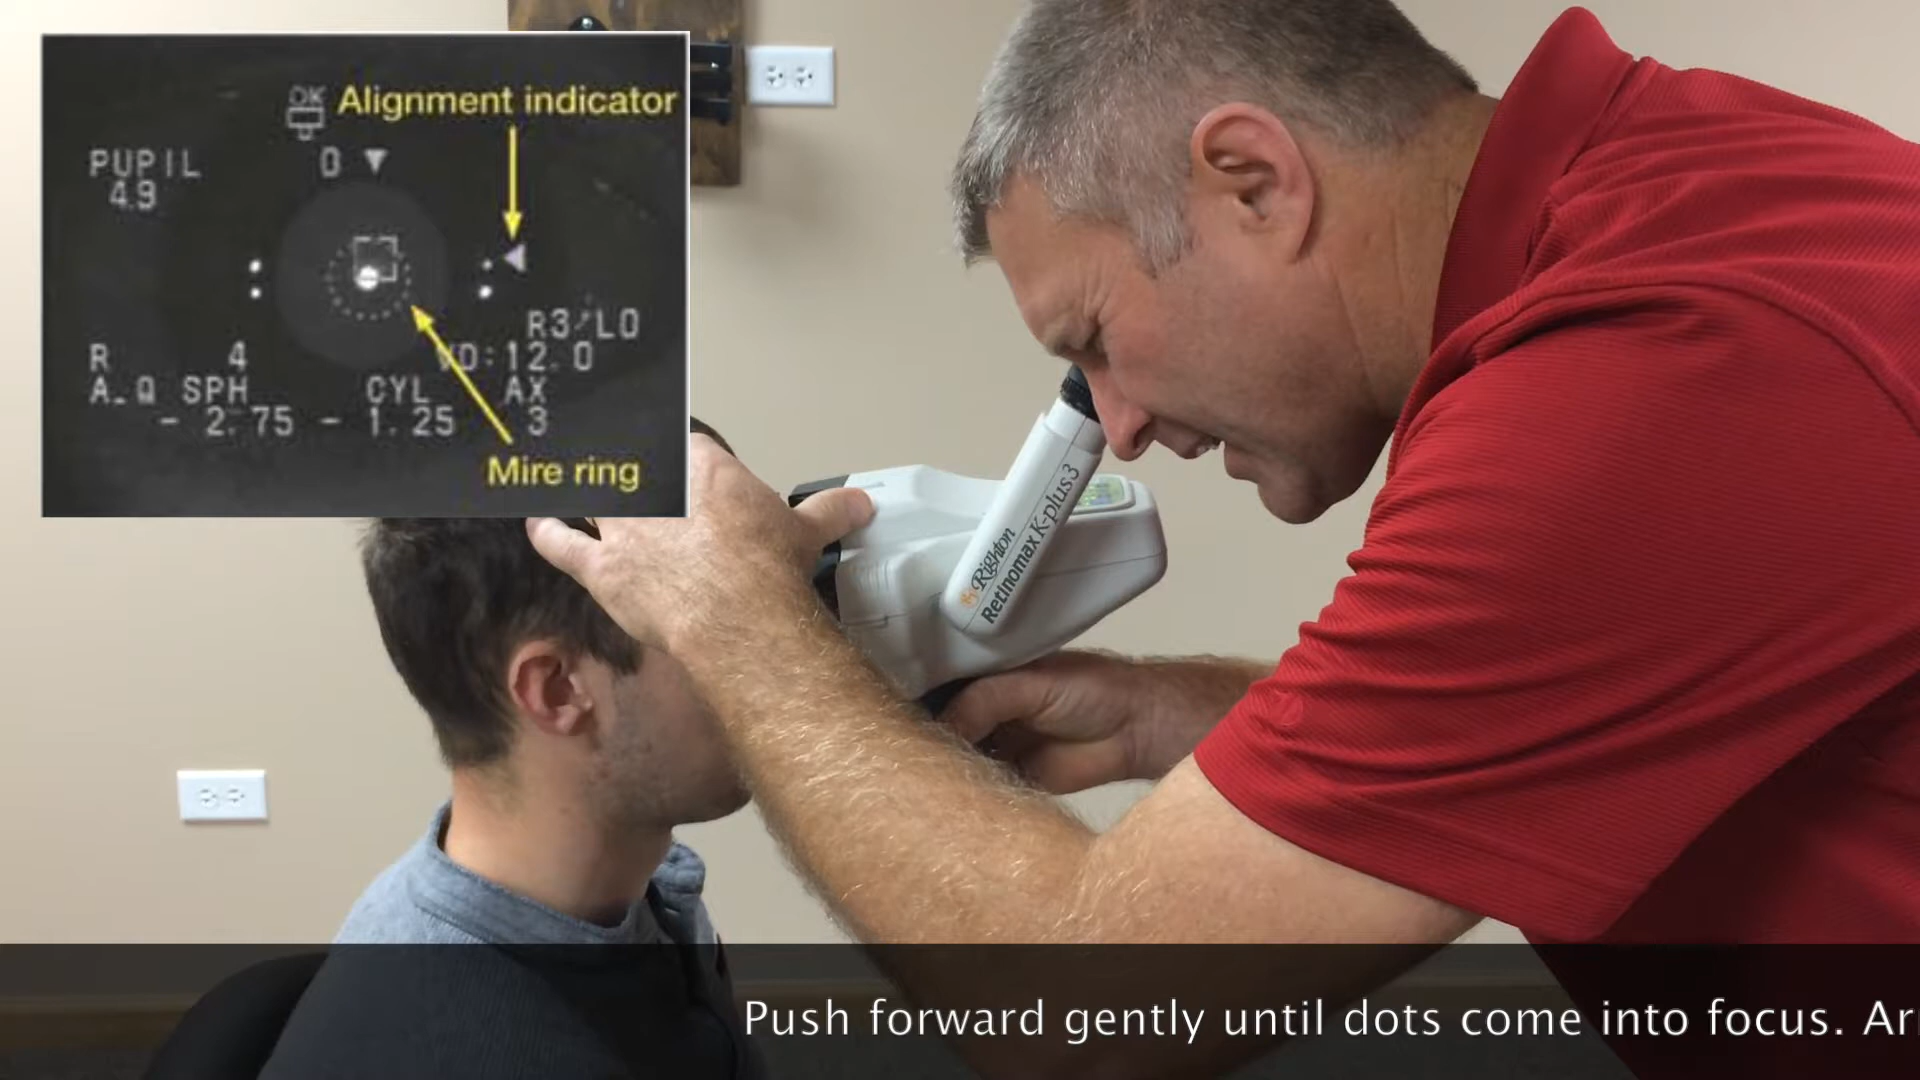 OK
Alignment indicator
PUPIL 0
4.9
R3/L0
R 4 VD:12.0
A.Q SPH CYL AX
- 2.75 - 1.25 3
Mire ring
Righton
Retinomax K-plus3
Push forward gently until dots come into focus. Ar